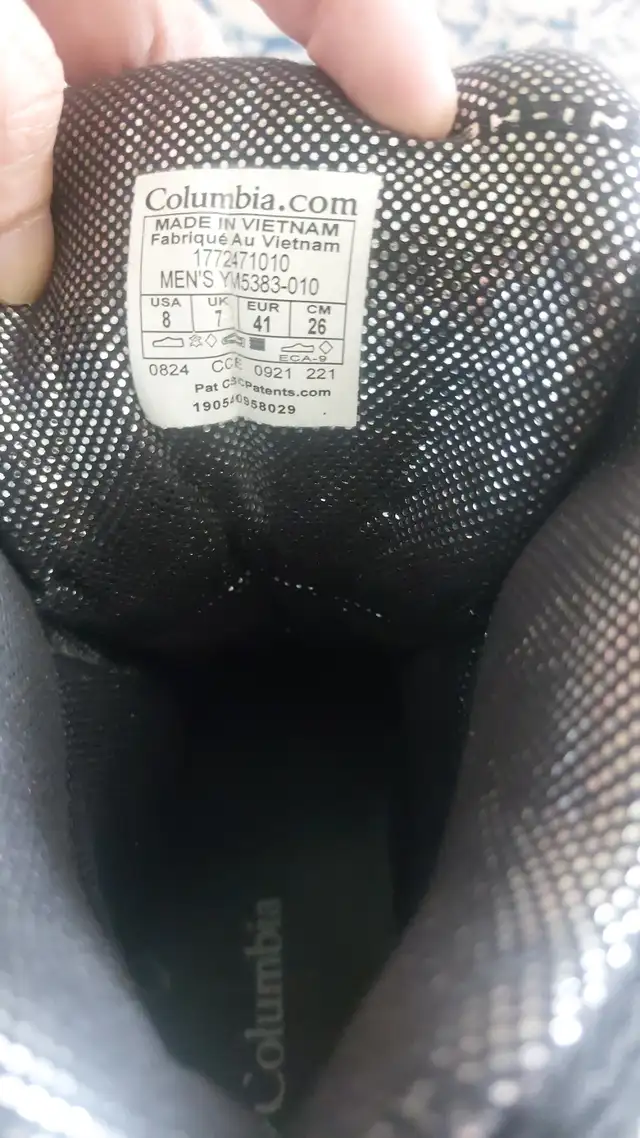 Columbia.com
MADE IN VIETNAM
Fabriqué Au Vietnam
1772471010
MEN'S YM5383-010
USA UK EUR CM
8 7 41 26
ECA-9
0824 0921 221
Pat
Columbia